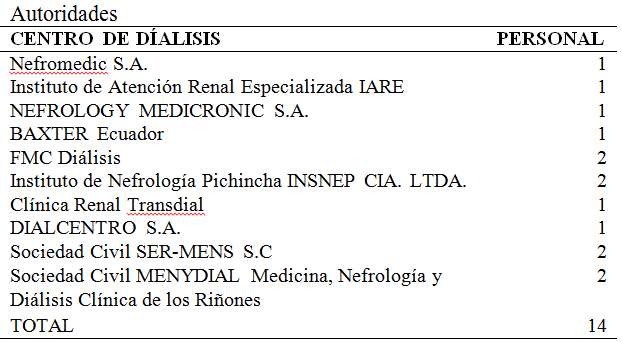 Autoridades
CENTRO DE DÍALISIS PERSONAL
Nefromedic S.A. 1
Instituto de Atención Renal Especializada IARE 1
NEFROLOGY MEDICRONIC S.A. 1
BAXTER Ecuador 1
FMC Diálisis 2
Instituto de Nefrología Pichincha INSNEP CIA. LTDA. 2
Clínica Renal Transdial 1
DIALCENTRO S.A. 1
Sociedad Civil SER-MENS S.C 2
Sociedad Civil MENYDIAL Medicina, Nefrología y 2
Diálisis Clínica de los Riñones
TOTAL 14